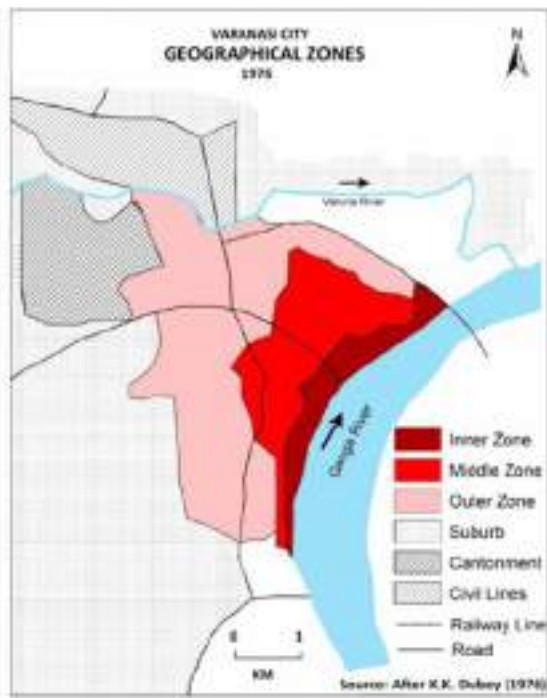 VARANASI CITY
GEOGRAPHICAL ZONES
1976
N
Varuna River
Ganga River
Inner Zone
Middle Zone
Outer Zone
Suburb
Cantonment
Civil Lines
Railway Line
Road
0 1
KM
Source: After K.K. Dubey (1976)